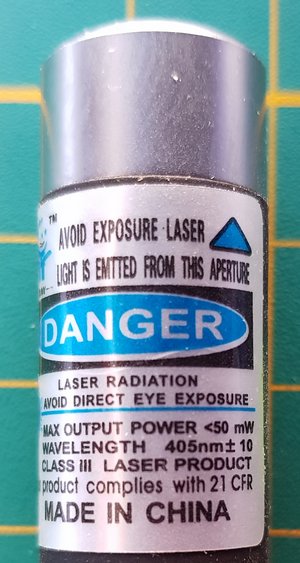 ™
AVOID EXPOSURE LASER
LIGHT IS EMTTED FROM THIS APERTURE
DANGER
LASER RADIATION
AVOID DIRECT EYE EXPOSURE
MAX OUTPUT POWER <50 mW
WAVELENGTH 405nm±10
CLASS III LASER PRODUCT
product complies with 21 CFR
MADE IN CHINA